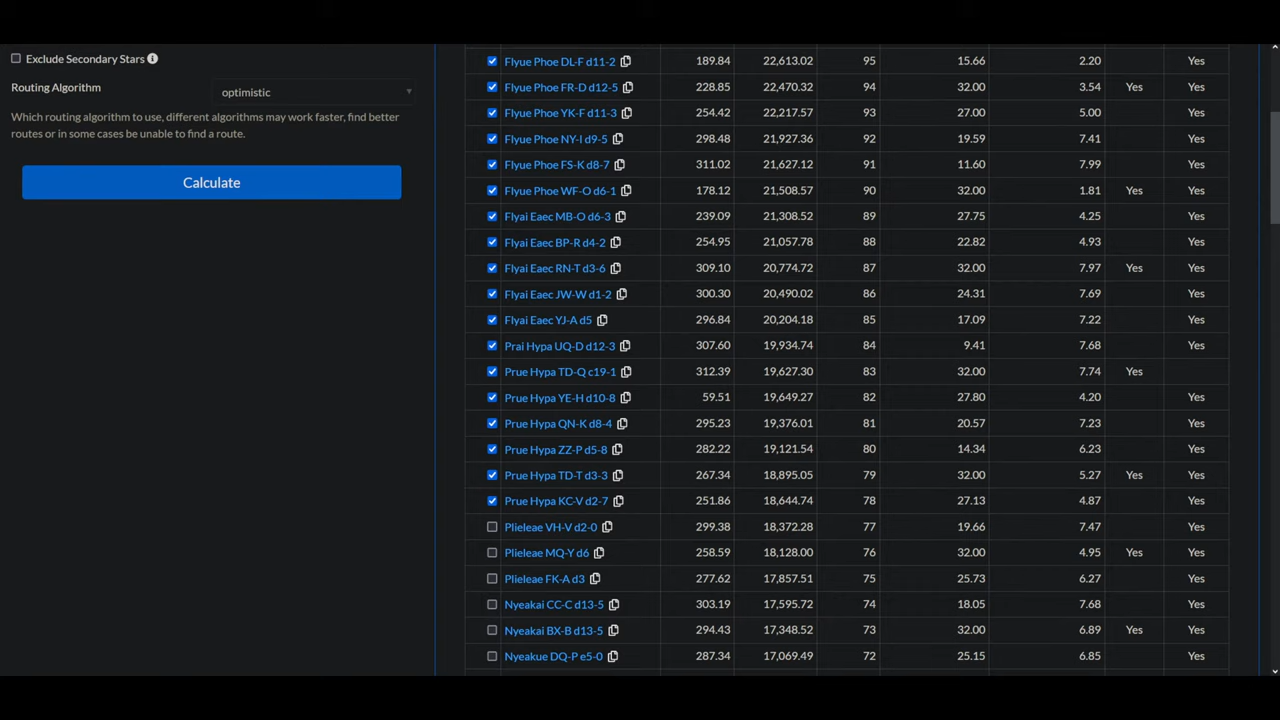 Exclude Secondary Stars
Routing Algorithm
optimistic
Which routing algorithm to use, different algorithms may work faster, find better
routes or in some cases be unable to find a route.
Calculate
Flyue Phoe DL-F d11-2 189.84 22,613.02 95 15.66 2.20 Yes
Flyue Phoe FR-D d12-5 228.85 22,470.32 94 32.00 3.54 Yes Yes
Flyue Phoe YK-F d11-3 254.42 22,217.57 93 27.00 5.00 Yes
Flyue Phoe NY-I d9-5 298.48 21,927.36 92 19.59 7.41 Yes
Flyue Phoe FS-K d8-7 311.02 21,627.12 91 11.60 7.99 Yes
Flyue Phoe WF-O d6-1 178.12 21,508.57 90 32.00 1.81 Yes Yes
Flyai Eaec MB-O d6-3 239.09 21,308.52 89 27.75 4.25 Yes
Flyai Eaec BP-R d4-2 254.95 21,057.78 88 22.82 4.93 Yes
Flyai Eaec RN-T d3-6 309.10 20,774.72 87 32.00 7.97 Yes Yes
Flyai Eaec JW-W d1-2 300.30 20,490.02 86 24.31 7.69 Yes
Flyai Eaec YJ-A d5 296.84 20,204.18 85 17.09 7.22 Yes
Prai Hypa UQ-D d12-3 307.60 19,934.74 84 9.41 7.68 Yes
Prue Hypa TD-Q c19-1 312.39 19,627.30 83 32.00 7.74 Yes
Prue Hypa YE-H d10-8 59.51 19,649.27 82 27.80 4.20 Yes
Prue Hypa QN-K d8-4 295.23 19,376.01 81 20.57 7.23 Yes
Prue Hypa ZZ-P d5-8 282.22 19,121.54 80 14.34 6.23 Yes
Prue Hypa TD-T d3-3 267.34 18,895.05 79 32.00 5.27 Yes Yes
Prue Hypa KC-V d2-7 251.86 18,644.74 78 27.13 4.87 Yes
Plieleae VH-V d2-0 299.38 18,372.28 77 19.66 7.47 Yes
Plieleae MQ-Y d6 258.59 18,128.00 76 32.00 4.95 Yes Yes
Plieleae FK-A d3 277.62 17,857.51 75 25.73 6.27 Yes
Nyeakai CC-C d13-5 303.19 17,595.72 74 18.05 7.68 Yes
Nyeakai BX-B d13-5 294.43 17,348.52 73 32.00 6.89 Yes Yes
Nyeakue DQ-P e5-0 287.34 17,069.49 72 25.15 6.85 Yes